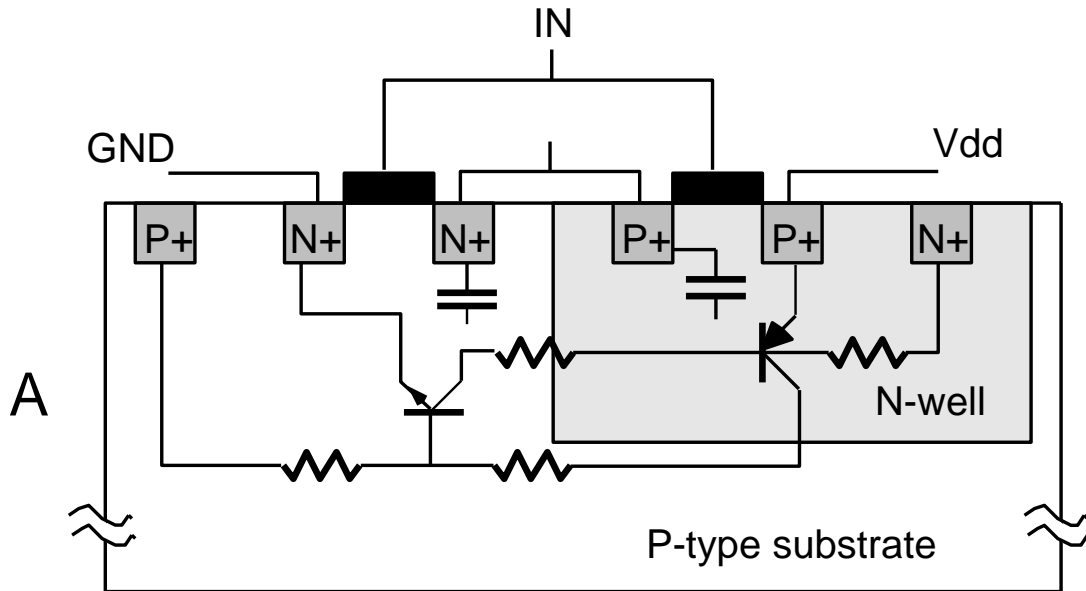 IN
GND
Vdd
P+ N+ N+ P+ P+ N+
A
N-well
P-type substrate